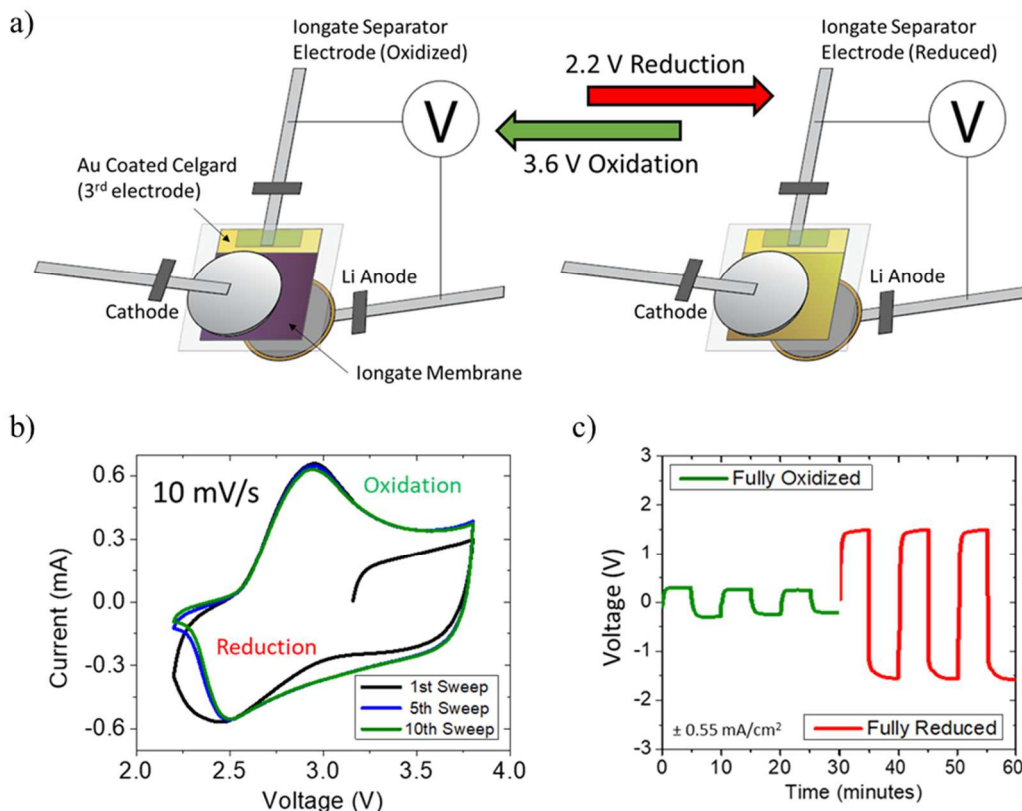 a)
Iongate Separator
Electrode (Oxidized)
Iongate Separator
Electrode (Reduced)
2.2 V Reduction
3.6 V Oxidation
V
V
Au Coated Celgard
(3rd electrode)
Cathode
Li Anode
Iongate Membrane
Cathode
Li Anode
b)
10 mV/s
Oxidation
Reduction
1st Sweep
5th Sweep
10th Sweep
Current (mA)
0.6
0.3
0.0
-0.3
-0.6
2.0 2.5 3.0 3.5 4.0
Voltage (V)
c)
Fully Oxidized
Fully Reduced
± 0.55 mA/cm²
Voltage (V)
3
2
1
0
-1
-2
-3
0 10 20 30 40 50 60
Time (minutes)